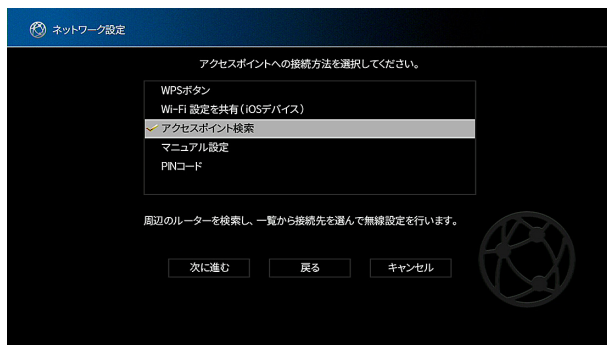 ネットワーク設定
アクセスポイントへの接続方法を選択してください。
WPSボタン
Wi-Fi 設定を共有(iOSデバイス)
アクセスポイント検索
マニュアル設定
PINコード
周辺のルーターを検索し、一覧から接続先を選んで無線設定を行います。
次に進む 戻る キャンセル